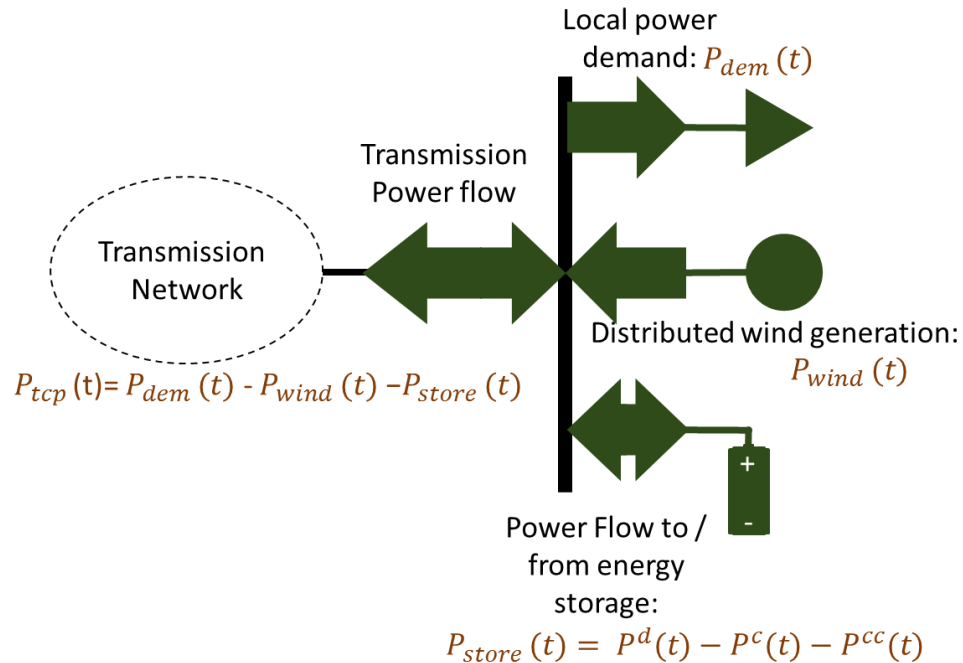 Local power
demand: P_dem (t)
Transmission
Power flow
Transmission
Network
Distributed wind generation:
P_wind (t)
P_tcp (t)= P_dem (t) - P_wind (t) –P_store (t)
+
-
Power Flow to /
from energy
storage:
P_store (t) = P^d(t) − P^c(t) − P^cc(t)